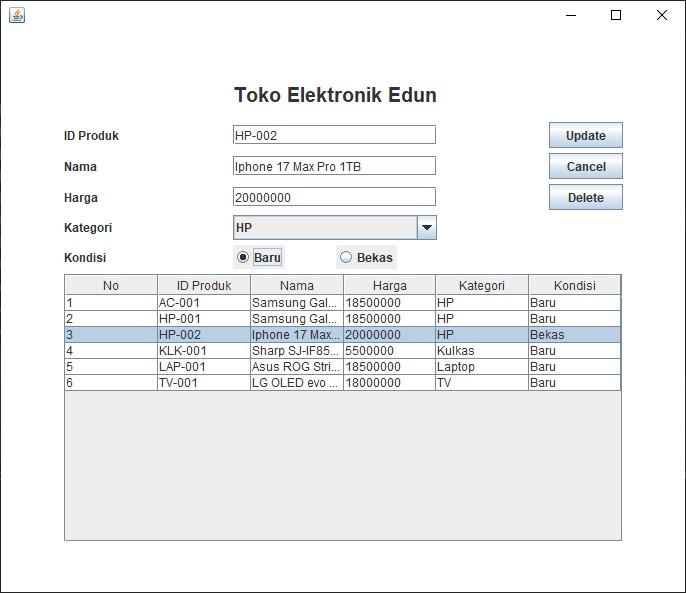 Toko Elektronik Edun
ID Produk HP-002 Update
Nama Iphone 17 Max Pro 1TB Cancel
Harga 20000000 Delete
Kategori HP
Kondisi Baru Bekas
No ID Produk Nama Harga Kategori Kondisi
1 AC-001 Samsung Gal... 18500000 HP Baru
2 HP-001 Samsung Gal... 18500000 HP Baru
3 HP-002 Iphone 17 Max... 20000000 HP Bekas
4 KLK-001 Sharp SJ-IF85... 5500000 Kulkas Baru
5 LAP-001 Asus ROG Stri... 18500000 Laptop Baru
6 TV-001 LG OLED evo ... 18000000 TV Baru